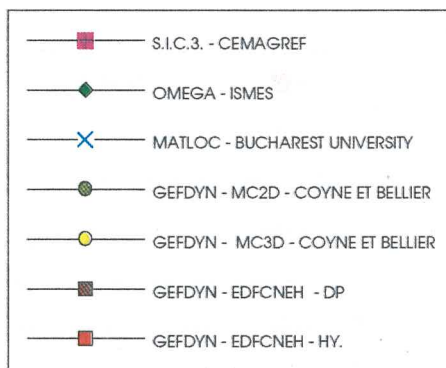 S.I.C.3. - CEMAGREF
OMEGA - ISMES
MATLOC - BUCHAREST UNIVERSITY
GEFDYN - MC2D - COYNE ET BELLIER
GEFDYN - MC3D - COYNE ET BELLIER
GEFDYN - EDFCNEH - DP
GEFDYN - EDFCNEH - HY.